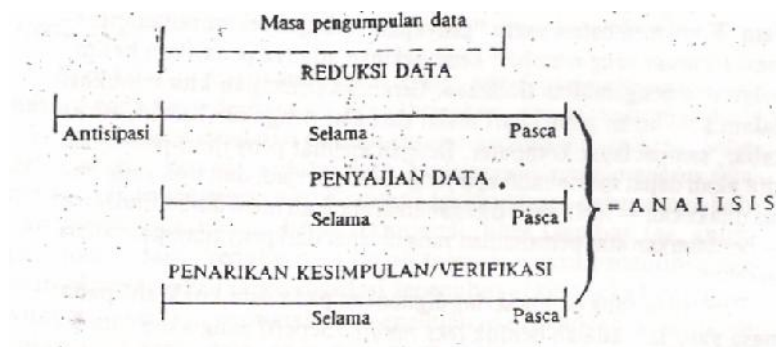 Masa pengumpulan data
REDUKSI DATA
Antisipasi Selama Pasca
PENYAJIAN DATA
Selama Pasca
= ANALISIS
PENARIKAN KESIMPULAN/VERIFIKASI
Selama Pasca